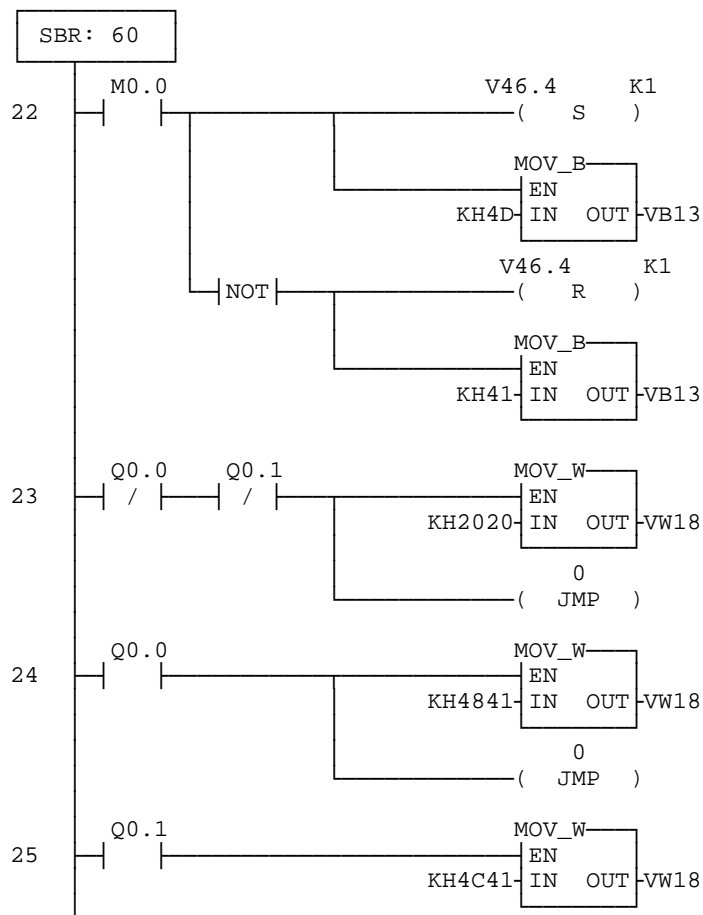 SBR: 60
M0.0 V46.4 K1
22 ( S )
MOV_B
EN
KH4D IN OUT VB13
V46.4 K1
NOT ( R )
MOV_B
EN
KH41 IN OUT VB13
Q0.0 Q0.1 MOV_W
23 / / EN
KH2020 IN OUT VW18
0
( JMP )
Q0.0 MOV_W
24 EN
KH4841 IN OUT VW18
0
( JMP )
Q0.1 MOV_W
25 EN
KH4C41 IN OUT VW18